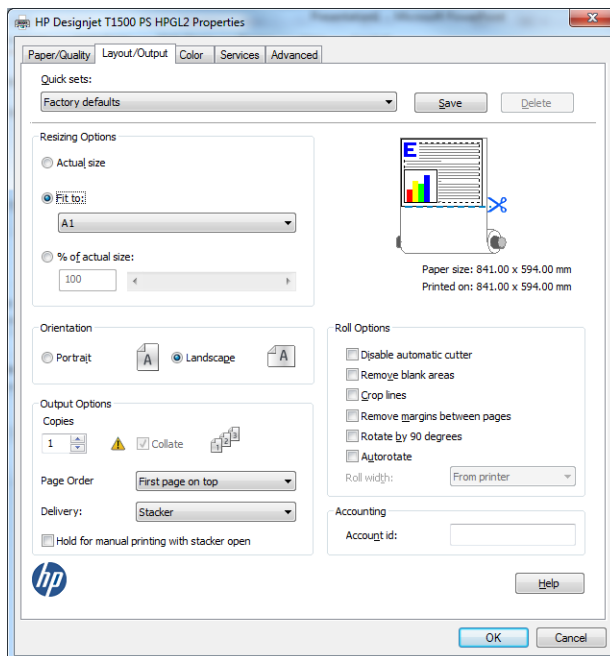 HP Designjet T1500 PS HPGL2 Properties
Paper/Quality Layout/Output Color Services Advanced
Quick sets:
Factory defaults Save Delete
Resizing Options
Actual size
Fit to:
A1
% of actual size:
100
E
Paper size: 841.00 x 594.00 mm
Printed on: 841.00 x 594.00 mm
Orientation
Portrait A Landscape A
Roll Options
Disable automatic cutter
Remove blank areas
Crop lines
Remove margins between pages
Rotate by 90 degrees
Autorotate
Roll width: From printer
Output Options
Copies
1 Collate 1 2 3
Page Order First page on top
Delivery: Stacker
Hold for manual printing with stacker open
Accounting
Account id:
hp
Help
OK Cancel